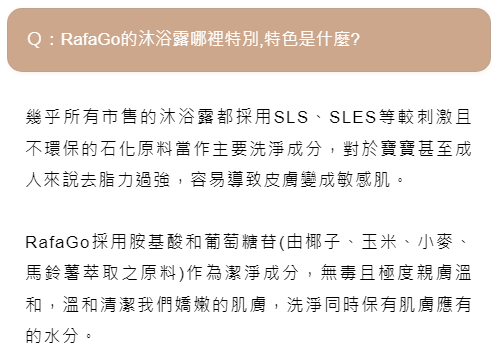 Q：RafaGo的沐浴露哪裡特別,特色是什麼?
幾乎所有市售的沐浴露都採用SLS、SLES等較刺激且
不環保的石化原料當作主要洗淨成分，對於寶寶甚至成
人來說去脂力過強，容易導致皮膚變成敏感肌。
RafaGo採用胺基酸和葡萄糖苷(由椰子、玉米、小麥、
馬鈴薯萃取之原料)作為潔淨成分，無毒且極度親膚溫
和，溫和清潔我們嬌嫩的肌膚，洗淨同時保有肌膚應有
的水分。